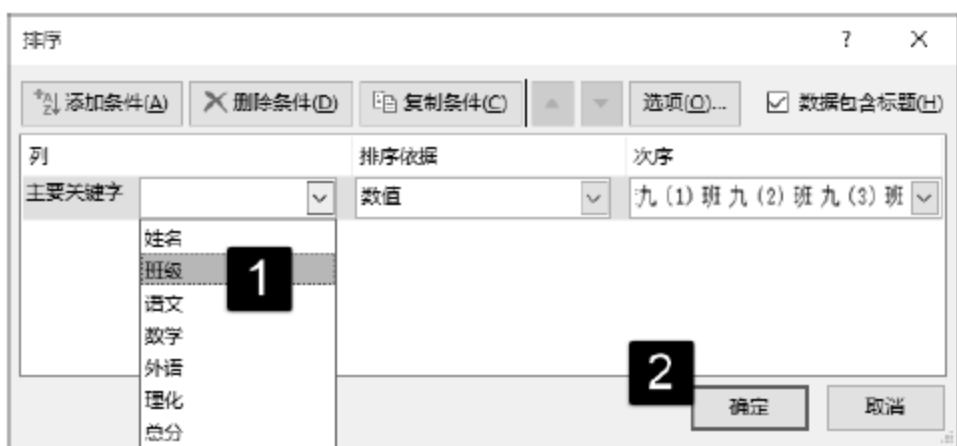 排序 ? ×
添加条件(A) 删除条件(D) 复制条件(C) 选项(O)... 数据包含标题(H)
列 排序依据 次序
主要关键字 数值 九 (1) 班 九 (2) 班 九 (3) 班
姓名
班级 1
语文
数学
外语
理化
总分
2 确定 取消